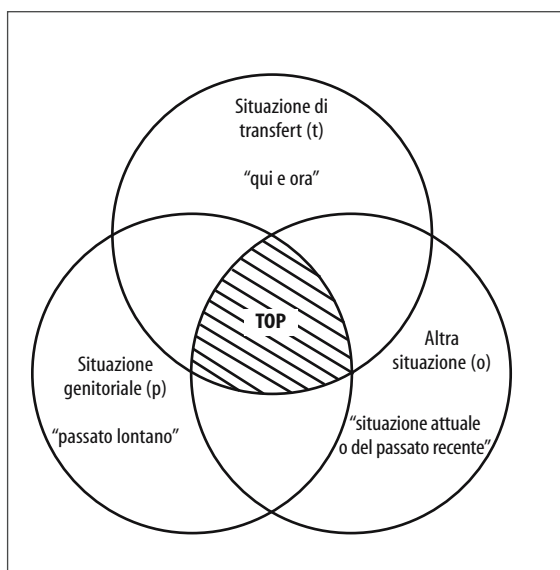 Situazione di
transfert (t)
“qui e ora”
TOP
Situazione
genitoriale (p)
“passato lontano”
Altra
situazione (o)
“situazione attuale
o del passato recente”